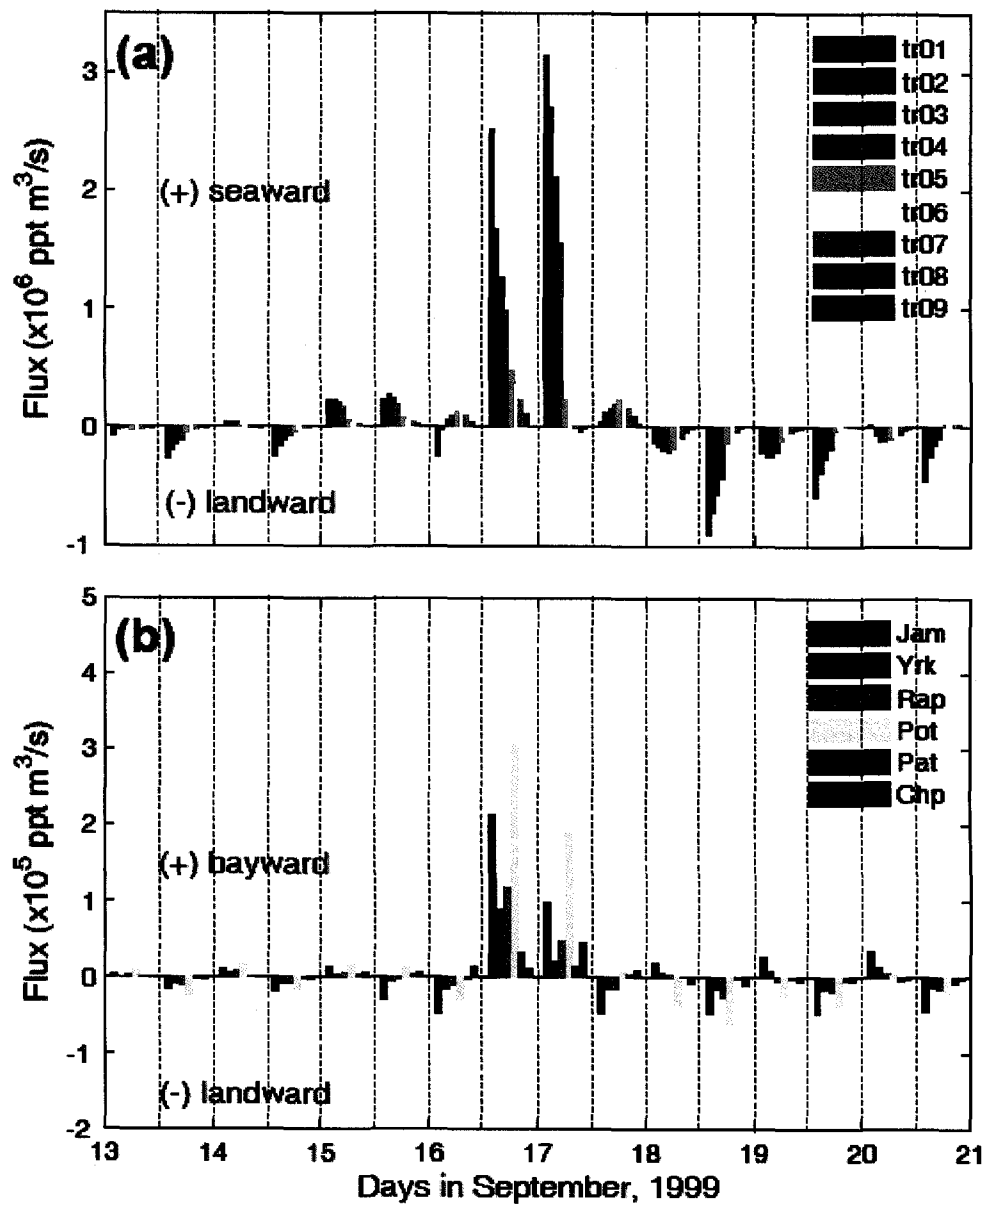 (a)
3
2
1
0
-1
Flux (x10⁶ ppt m³/s)
(+) seaward
(-) landward
tr01
tr02
tr03
tr04
tr05
tr06
tr07
tr08
tr09
(b)
5
4
3
2
1
0
-1
-2
Flux (x10⁵ ppt m³/s)
(+) bayward
(-) landward
Jam
Yrk
Rap
Pot
Pat
Chp
13 14 15 16 17 18 19 20 21
Days in September, 1999